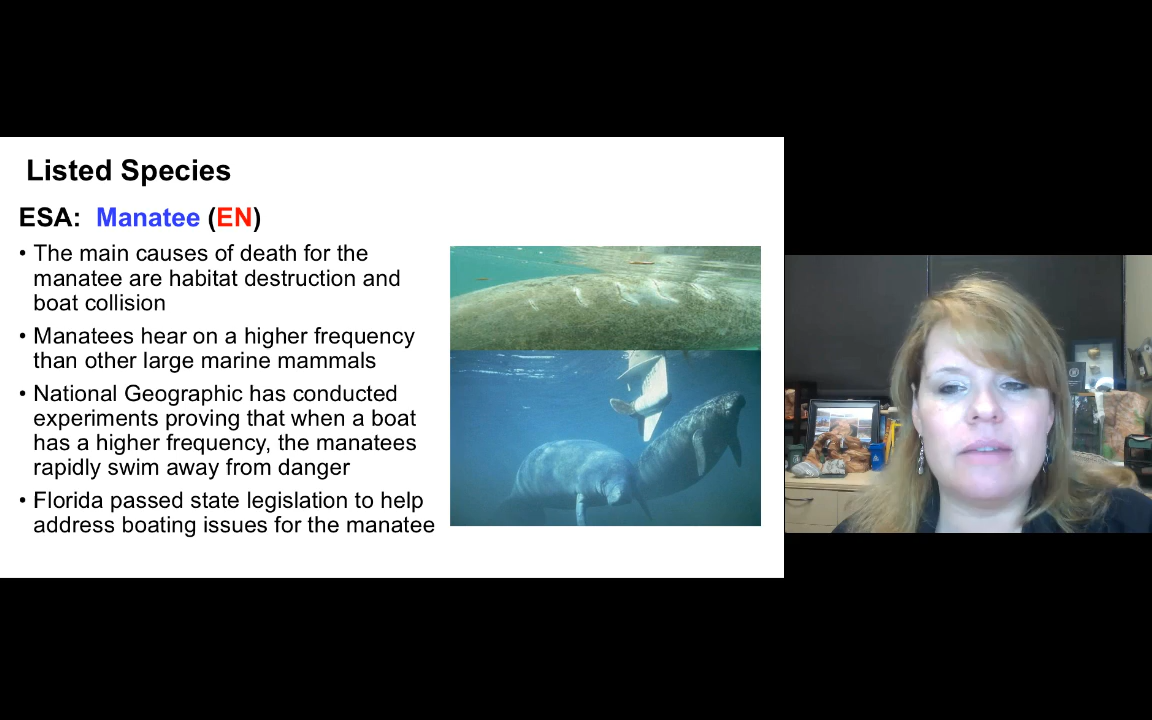 Listed Species
ESA: Manatee (EN)
• The main causes of death for the
manatee are habitat destruction and
boat collision
• Manatees hear on a higher frequency
than other large marine mammals
• National Geographic has conducted
experiments proving that when a boat
has a higher frequency, the manatees
rapidly swim away from danger
• Florida passed state legislation to help
address boating issues for the manatee